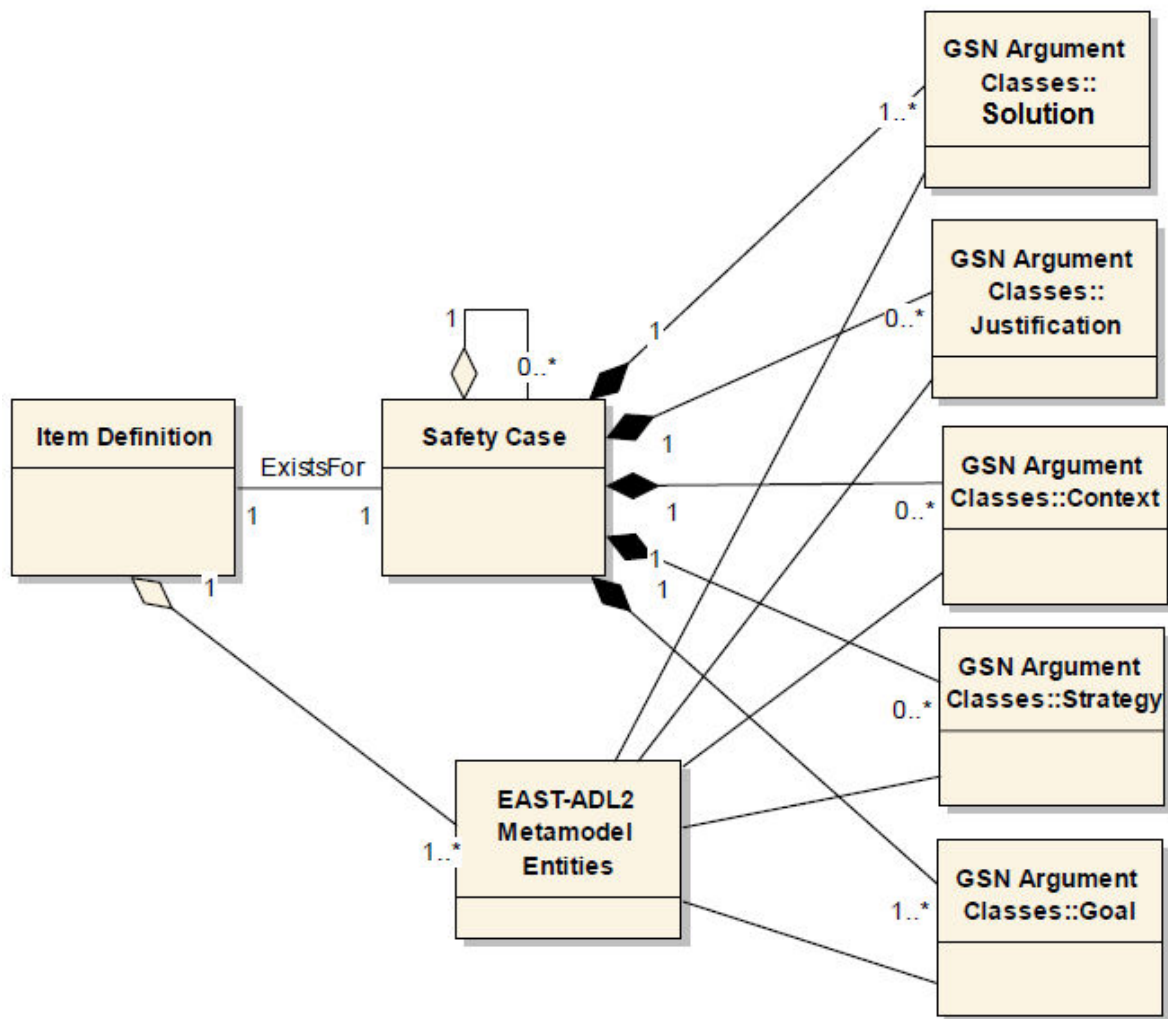 GSN Argument
Classes::
Solution
1..*
GSN Argument
Classes::
Justification
0..*
1
1
0..*
1
Item Definition
ExistsFor
1
1
Safety Case
GSN Argument
Classes::Context
0..*
1
1
1
1
GSN Argument
Classes::Strategy
0..*
EAST-ADL2
Metamodel
Entities
1..*
GSN Argument
Classes::Goal
1..*